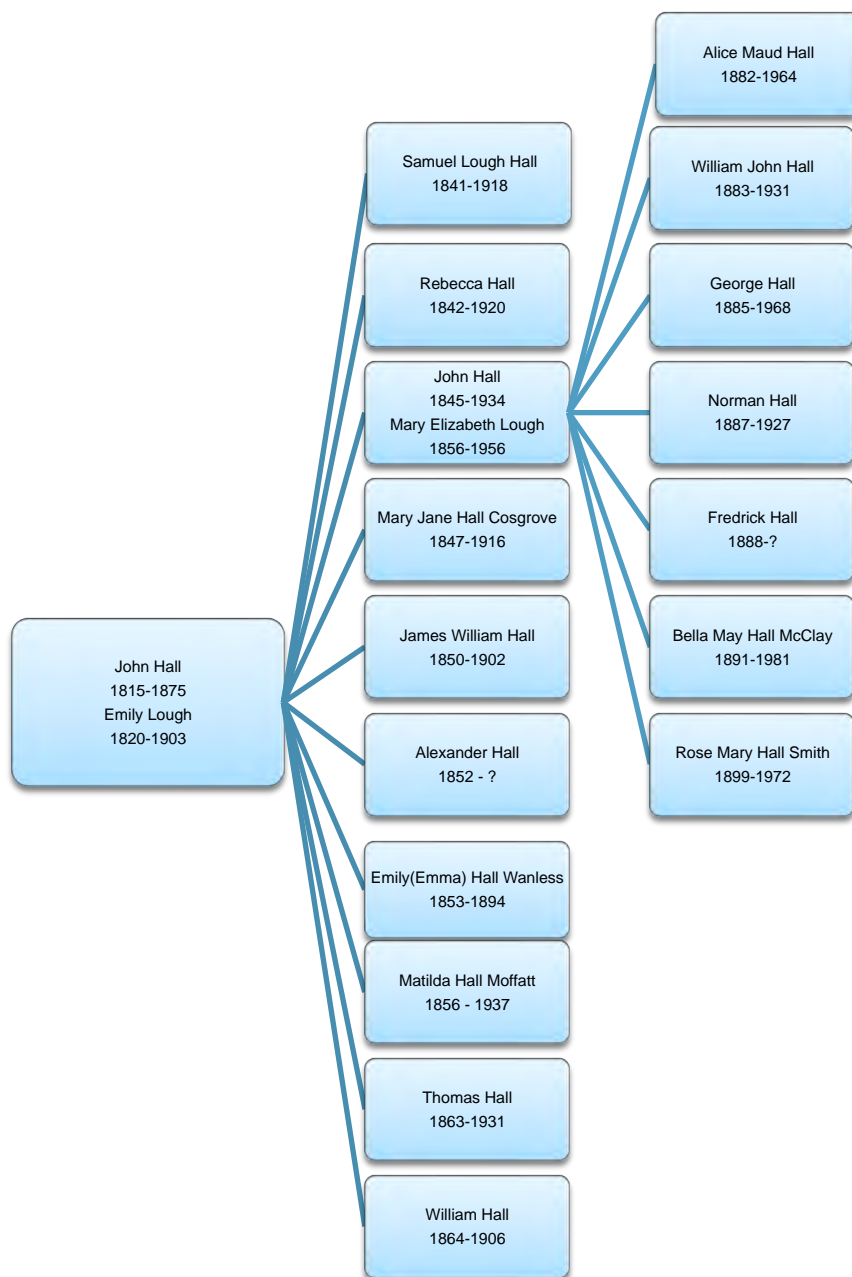 John Hall
1815-1875
Emily Lough
1820-1903
Samuel Lough Hall
1841-1918
Rebecca Hall
1842-1920
John Hall
1845-1934
Mary Elizabeth Lough
1856-1956
Mary Jane Hall Cosgrove
1847-1916
James William Hall
1850-1902
Alexander Hall
1852 - ?
Emily(Emma) Hall Wanless
1853-1894
Matilda Hall Moffatt
1856 - 1937
Thomas Hall
1863-1931
William Hall
1864-1906
Alice Maud Hall
1882-1964
William John Hall
1883-1931
George Hall
1885-1968
Norman Hall
1887-1927
Fredrick Hall
1888-?
Bella May Hall McClay
1891-1981
Rose Mary Hall Smith
1899-1972